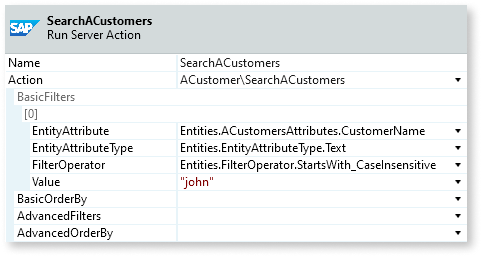 SAP
SearchACustomers
Run Server Action
Name SearchACustomers
Action ACustomer\SearchACustomers
BasicFilters
[0]
EntityAttribute Entities.ACustomersAttributes.CustomerName
EntityAttributeType Entities.EntityAttributeType.Text
FilterOperator Entities.FilterOperator.StartsWith_CaseInsensitive
Value "john"
BasicOrderBy
AdvancedFilters
AdvancedOrderBy